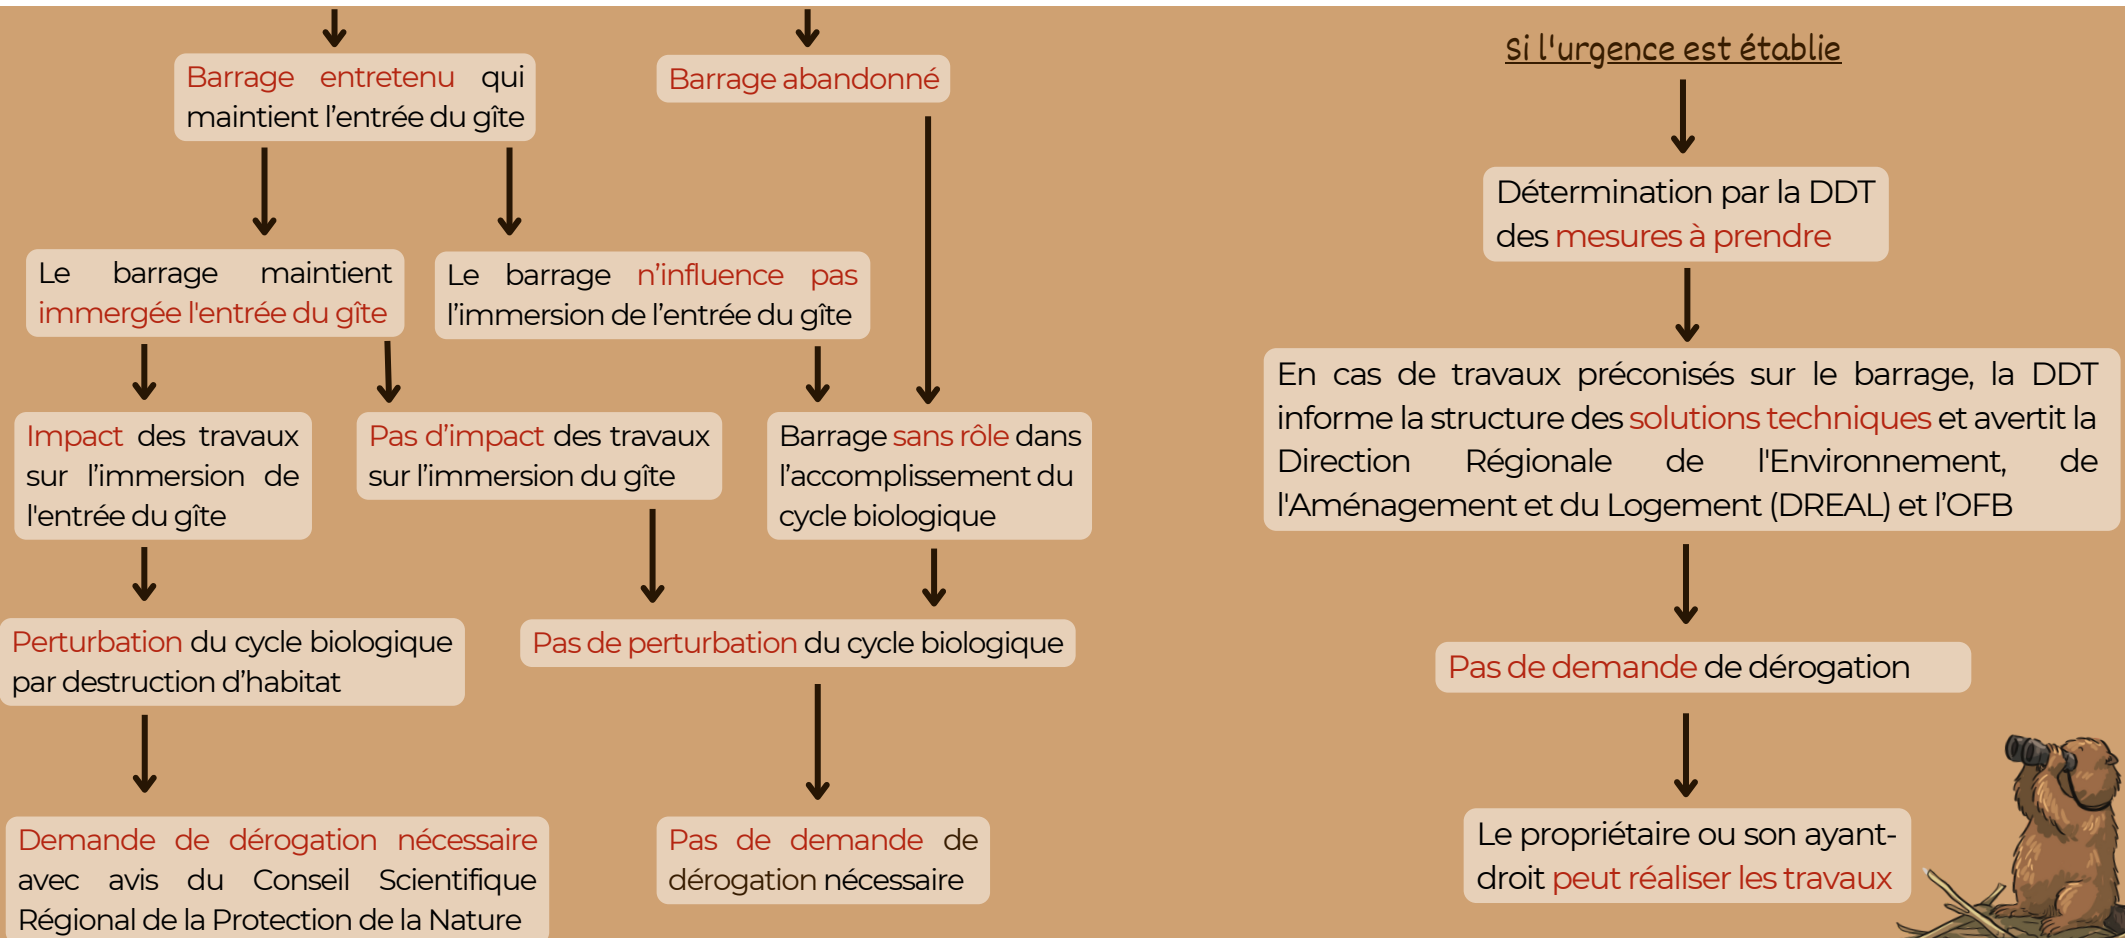 Barrage entretenu qui
maintient l’entrée du gîte
Barrage abandonné
Le barrage maintient
immergée l'entrée du gîte
Le barrage n’influence pas
l’immersion de l’entrée du gîte
Impact des travaux
sur l’immersion de
l'entrée du gîte
Pas d’impact des travaux
sur l’immersion du gîte
Barrage sans rôle dans
l’accomplissement du
cycle biologique
Perturbation du cycle biologique
par destruction d’habitat
Pas de perturbation du cycle biologique
Demande de dérogation nécessaire
avec avis du Conseil Scientifique
Régional de la Protection de la Nature
Pas de demande de
dérogation nécessaire
Si l'urgence est établie
Détermination par la DDT
des mesures à prendre
En cas de travaux préconisés sur le barrage, la DDT
informe la structure des solutions techniques et avertit la
Direction Régionale de l'Environnement, de
l'Aménagement et du Logement (DREAL) et l’OFB
Pas de demande de dérogation
Le propriétaire ou son ayant-
droit peut réaliser les travaux